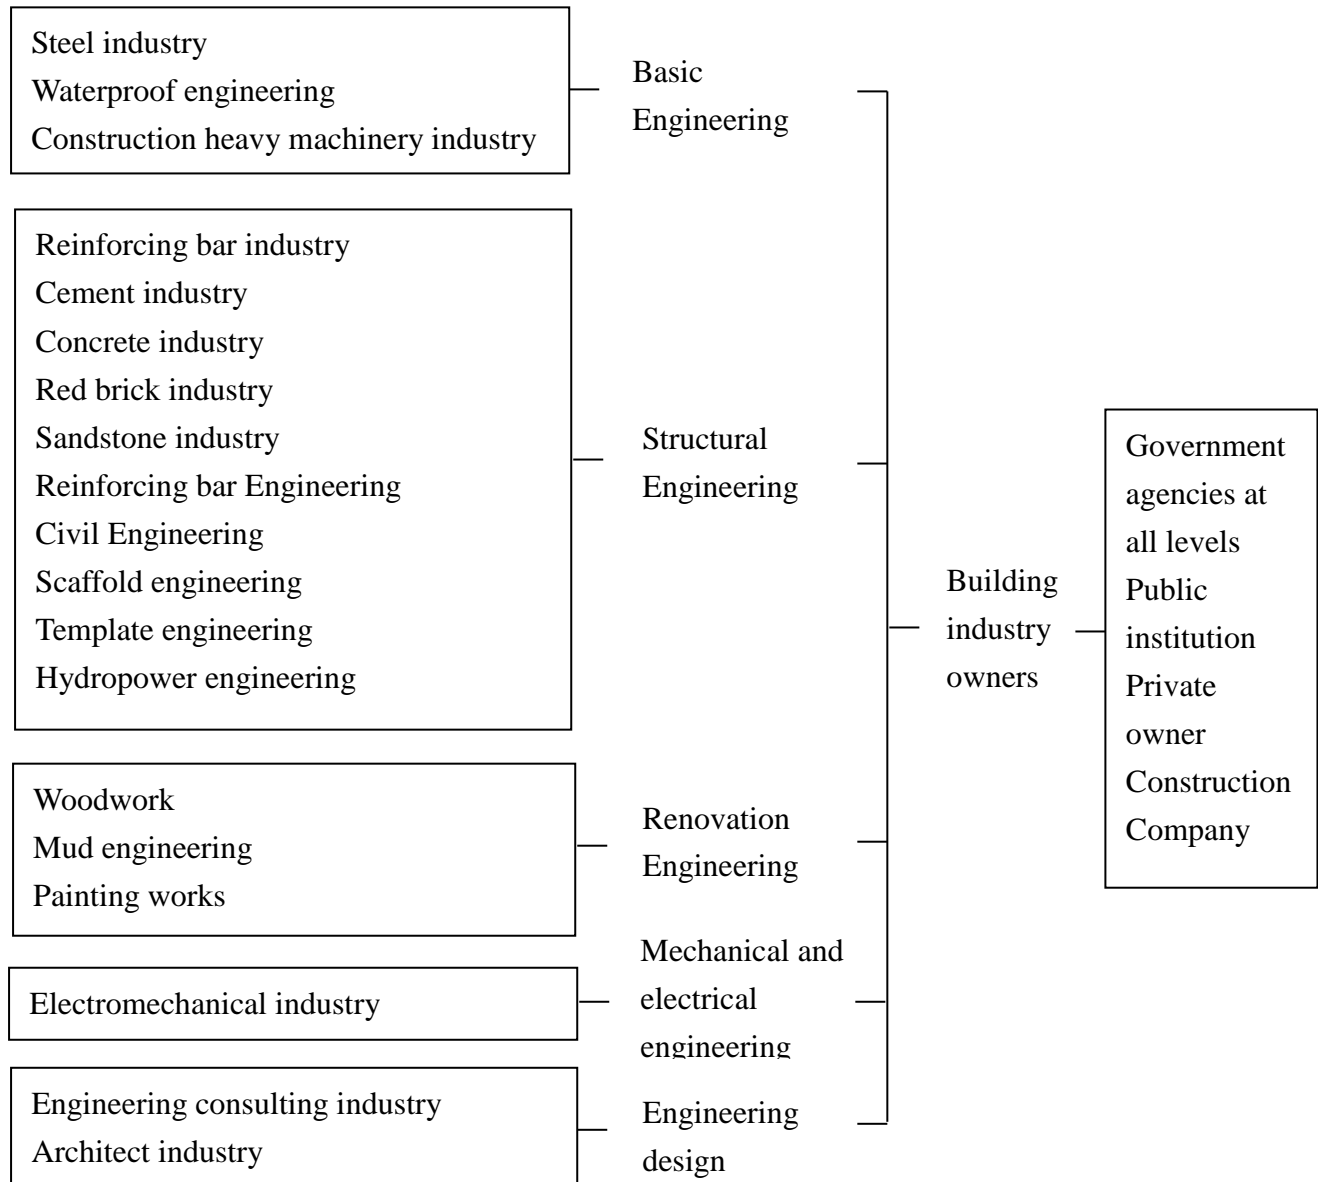 Steel industry
Waterproof engineering
Construction heavy machinery industry
Basic
Engineering
Reinforcing bar industry
Cement industry
Concrete industry
Red brick industry
Sandstone industry
Reinforcing bar Engineering
Civil Engineering
Scaffold engineering
Template engineering
Hydropower engineering
Structural
Engineering
Woodwork
Mud engineering
Painting works
Renovation
Engineering
Electromechanical industry
Mechanical and
electrical
engineering
Engineering consulting industry
Architect industry
Engineering
design
Building
industry
owners
Government
agencies at
all levels
Public
institution
Private
owner
Construction
Company